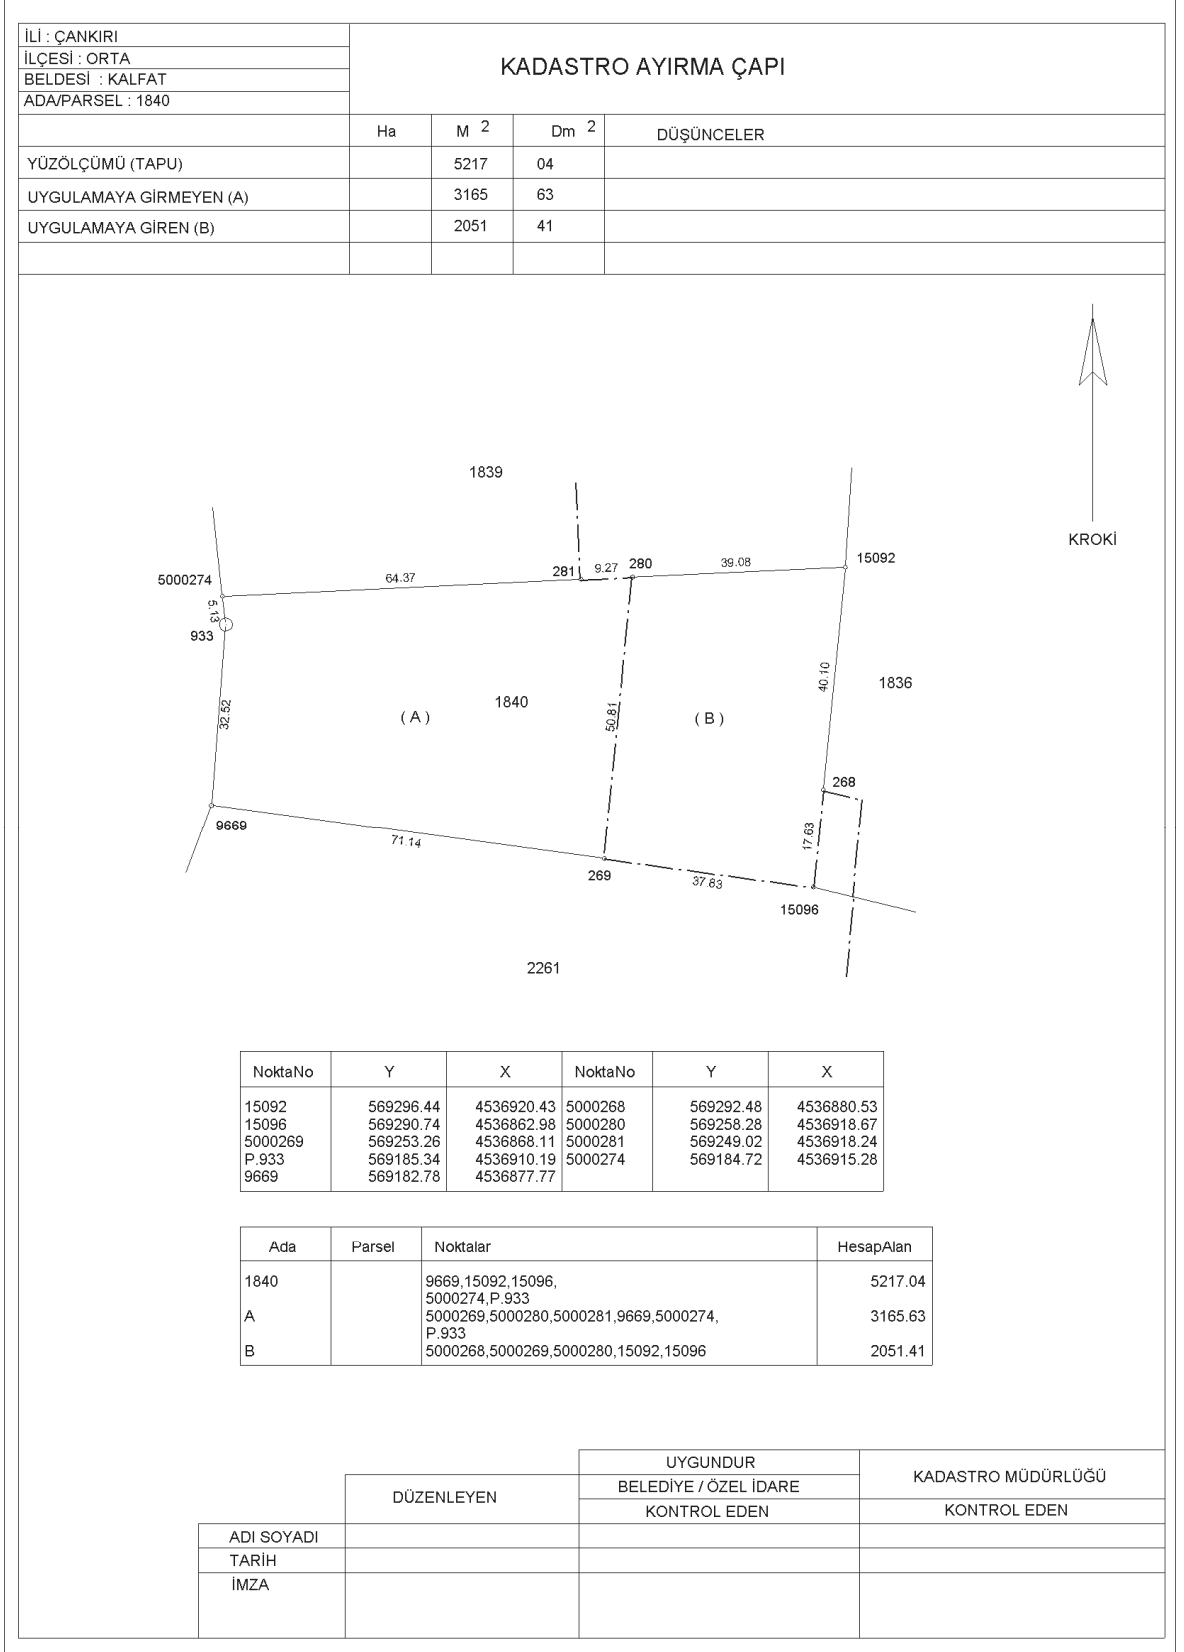 İLİ : ÇANKIRI
İLÇESİ : ORTA
BELDESİ : KALFAT
ADA/PARSEL : 1840
KADASTRO AYIRMA ÇAPI
Ha M 2 Dm 2 DÜŞÜNCELER
YÜZÖLÇÜMÜ (TAPU) 5217 04
UYGULAMAYA GİRMEYEN (A) 3165 63
UYGULAMAYA GİREN (B) 2051 41
KROKİ
1839
5000274
64.37
281
9.27
280
39.08
15092
5.13
933
32.52
1840
(A)
50.81
(B)
40.10
1836
268
9669
71.14
17.63
269
37.83
15096
2261
NoktaNo Y X NoktaNo Y X
15092 569296.44 4536920.43 5000268 569292.48 4536880.53
15096 569290.74 4536862.98 5000280 569258.28 4536918.67
5000269 569253.26 4536868.11 5000281 569249.02 4536918.24
P.933 569185.34 4536910.19 5000274 569184.72 4536915.28
9669 569182.78 4536877.77
Ada Parsel Noktalar HesapAlan
1840 9669,15092,15096, 5217.04
5000274,P.933
A 5000269,5000280,5000281,9669,5000274, 3165.63
P.933
B 5000268,5000269,5000280,15092,15096 2051.41
UYGUNDUR
BELEDİYE / ÖZEL İDARE
KADASTRO MÜDÜRLÜĞÜ
DÜZENLEYEN
KONTROL EDEN
KONTROL EDEN
ADI SOYADI
TARİH
İMZA